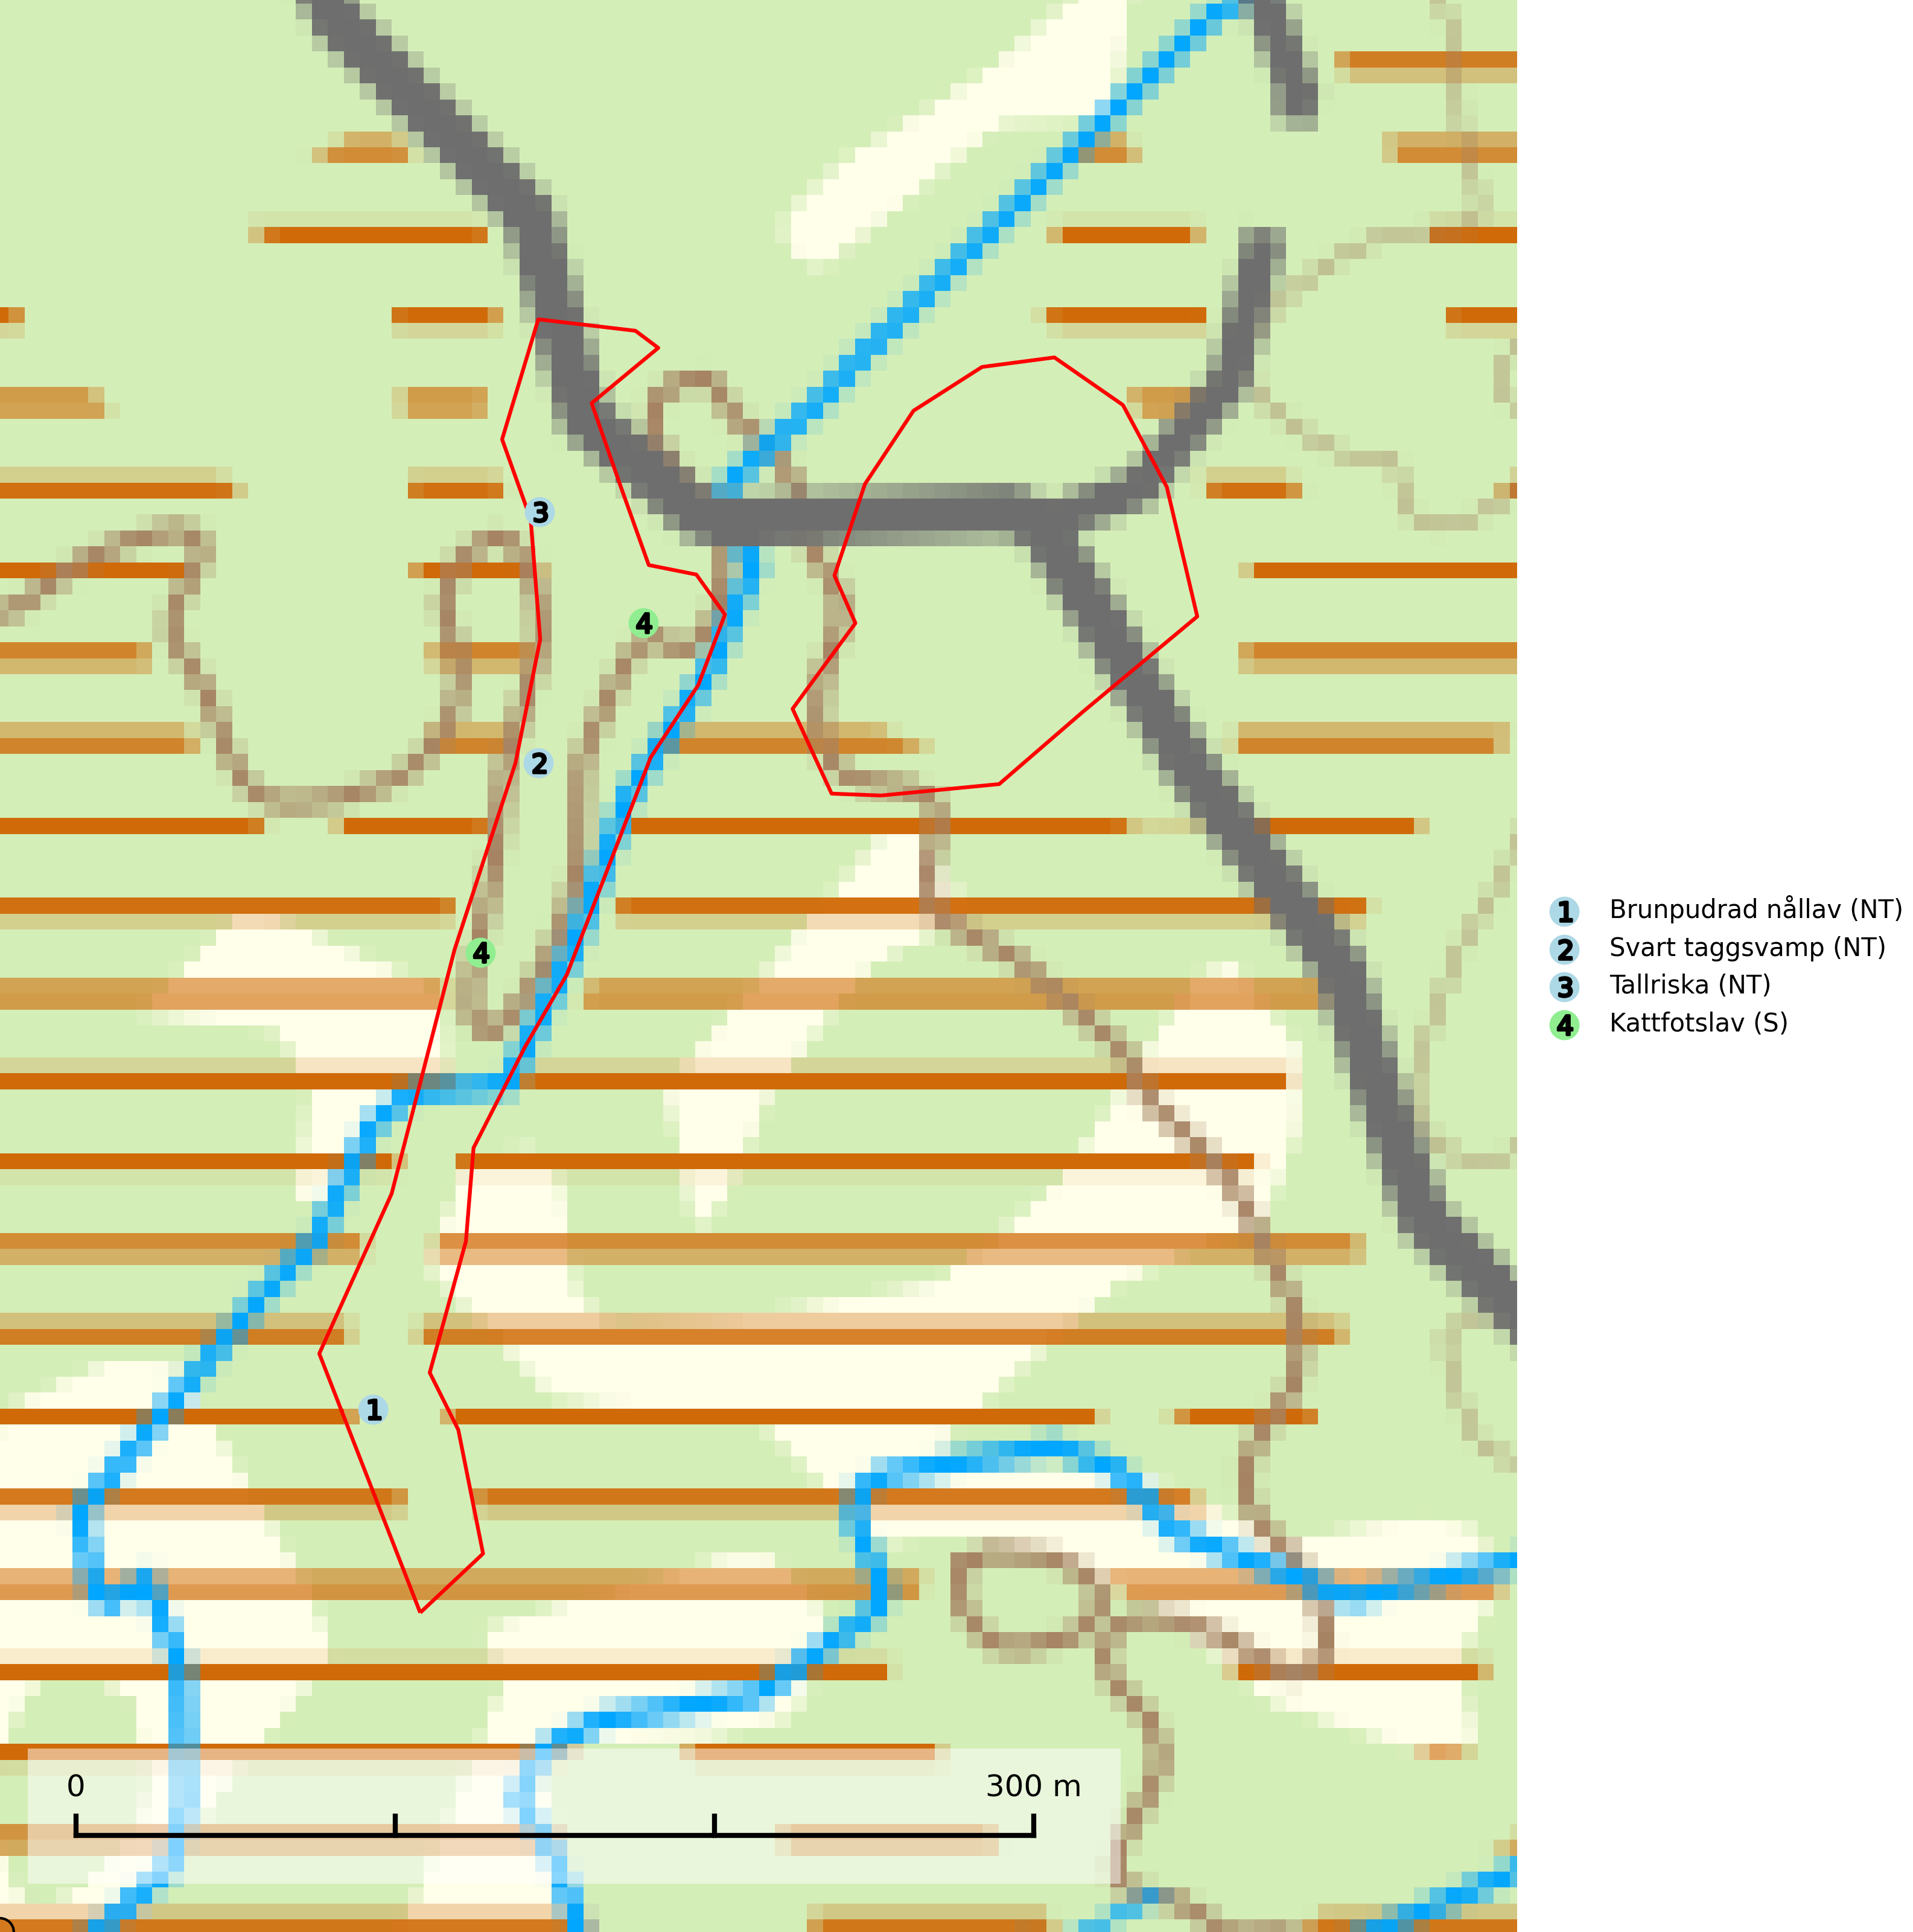 3
4
2
4
1
1 Brunpudrad nållav (NT)
2 Svart taggsvamp (NT)
3 Tallriska (NT)
4 Kattfotslav (S)
0 300 m